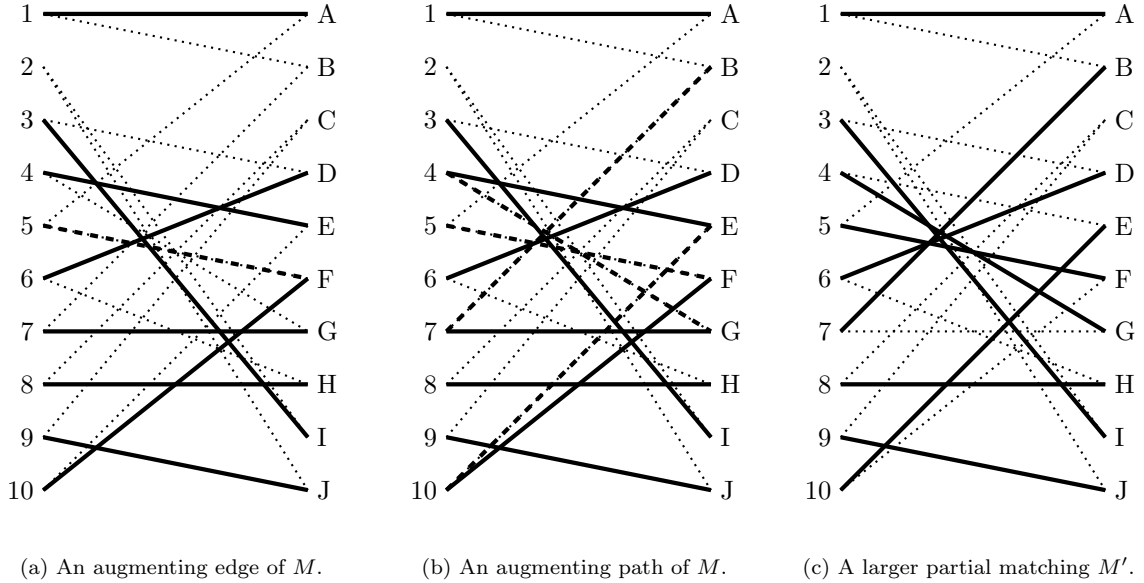 1 A 1 A 1 A
2 B 2 B 2 B
3 C 3 C 3 C
4 D 4 D 4 D
5 E 5 E 5 E
6 F 6 F 6 F
7 G 7 G 7 G
8 H 8 H 8 H
9 I 9 I 9 I
10 J 10 J 10 J
(a) An augmenting edge of M. (b) An augmenting path of M. (c) A larger partial matching M′.